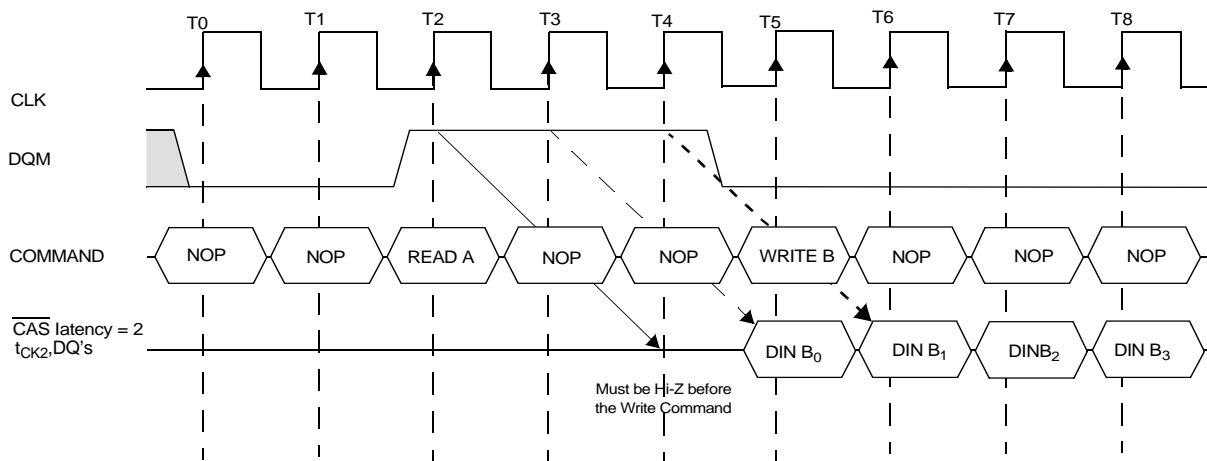 T0 T1 T2 T3 T4 T5 T6 T7 T8
CLK
DQM
COMMAND NOP NOP READ A NOP NOP WRITE B NOP NOP NOP
CAS latency = 2
tCK2,DQ's DIN B0 DIN B1 DINB2 DIN B3
Must be Hi-Z before
the Write Command